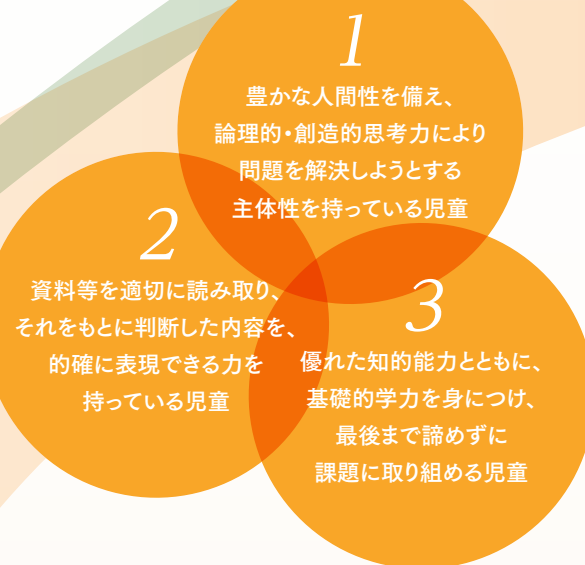 1
豊かな人間性を備え、
論理的・創造的思考力により
問題を解決しようとする
主体性を持っている児童
2
資料等を適切に読み取り、
それをもとに判断した内容を、
的確に表現できる力を
持っている児童
3
優れた知的能力とともに、
基礎的学力を身につけ、
最後まで諦めずに
課題に取り組める児童